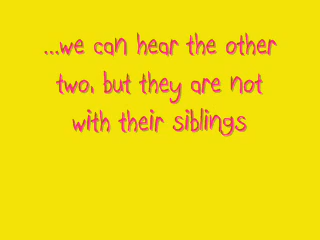 ...we can hear the other
two, but they are not
with their siblings